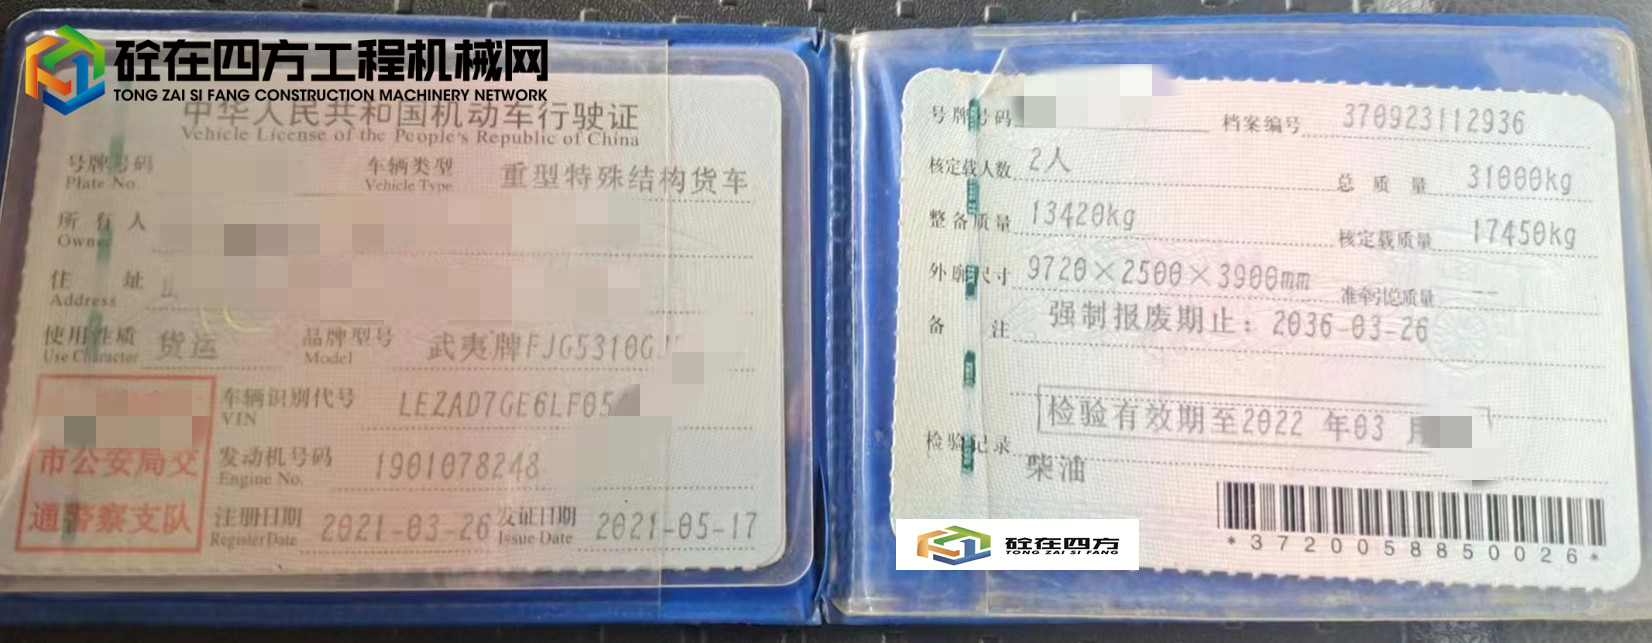 砼在四方工程机械网
TONG ZAI SI FANG CONSTRUCTION MACHINERY NETWORK
中华人民共和国机动车行驶证
Vehicle License of the People's Republic of China
号牌号码 车辆类型 重型特殊结构货车
Plate No. Vehicle Type
所有人
Owner
住址
Address
使用性质 货运 品牌型号 武夷牌FJG5310GJ
Use Character Model
车辆识别代号 LEZAD7GE6LF05
VIN
发动机号码 1901078248
Engine No.
市公安局交
通警察支队
注册日期 2021-03-26 发证日期 2021-05-17
Register Date Issue Date
号牌号码 档案编号 370923112936
核定载人数 2人 总质量 31000kg
整备质量 13420kg 核定载质量 17450kg
外廓尺寸 9720×2500×3900mm 准牵引总质量 --
备注 强制报废期止：2036-03-26
检验有效期至2022 年03 月
检验记录
柴油
*3720058850026*
砼在四方
TONG ZAI SI FANG